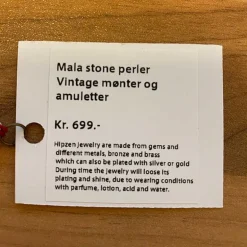 Mala stone perler
Vintage mønter og
amuletter
Kr. 699.-
Hipzen jewelry are made from gems and
different metals, bronze and brass
which can also be plated with silver or gold
During time the jewelry will loose its
plating and shine, due to wearing conditions
with parfume, lotion, acid and water.